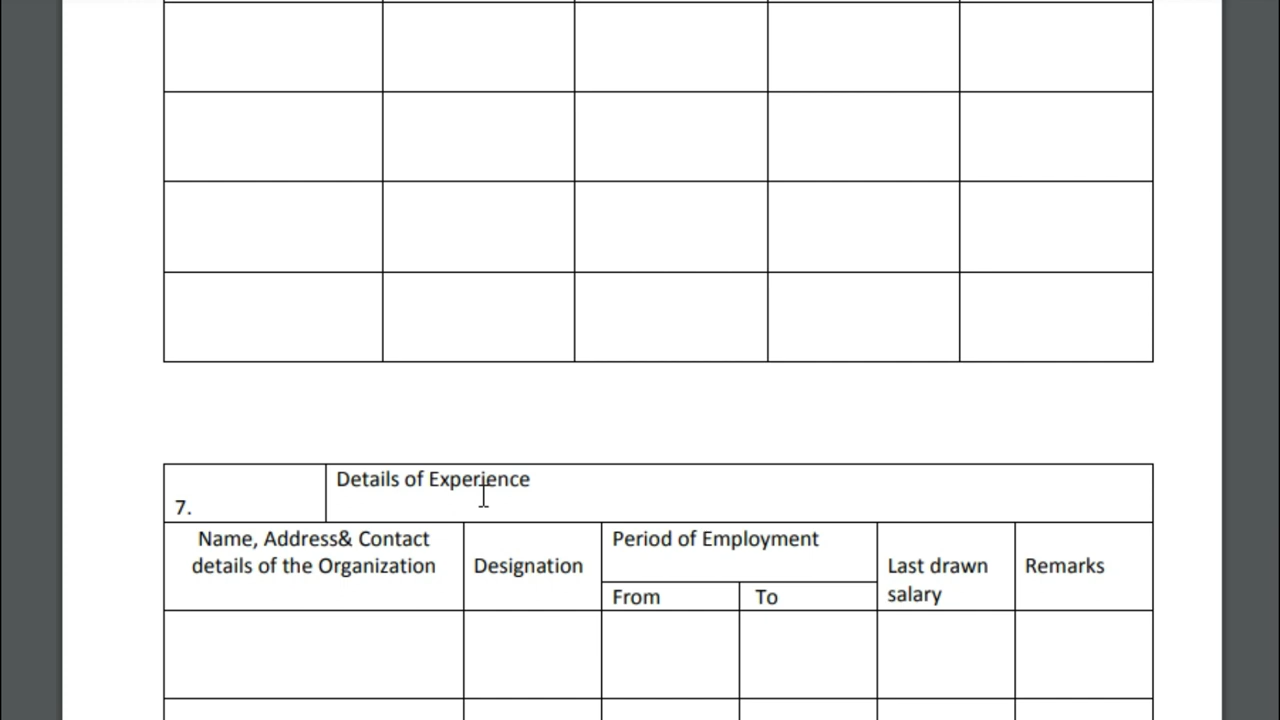 Details of Experience
7.
Name, Address& Contact
details of the Organization
Designation
Period of Employment
From
To
Last drawn
salary
Remarks